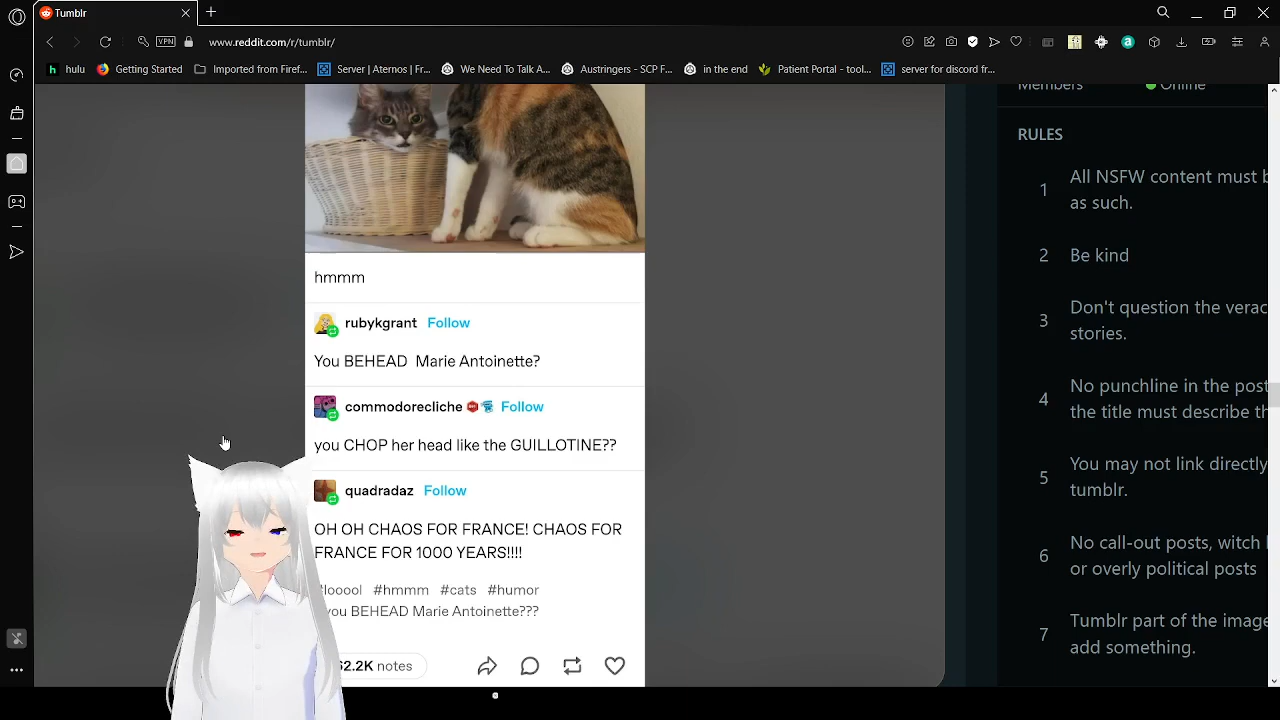 Tumblr
VPN www.reddit.com/r/tumblr/
hulu Getting Started Imported from Firef... Server | Aternos | Fr... We Need To Talk A... Austringers - SCP F... in the end Patient Portal - tool... server for discord fr...
Members Online
RULES
1 All NSFW content must b
as such.
2 Be kind
3 Don't question the verac
stories.
4 No punchline in the post
the title must describe th
5 You may not link directly
tumblr.
6 No call-out posts, witch
or overly political posts
7 Tumblr part of the image
add something.
hmmm
rubykgrant Follow
You BEHEAD Marie Antoinette?
commodorecliche Follow
you CHOP her head like the GUILLOTINE??
quadradaz Follow
OH OH CHAOS FOR FRANCE! CHAOS FOR
FRANCE FOR 1000 YEARS!!!!
looool #hmmm #cats #humor
you BEHEAD Marie Antoinette???
62.2K notes